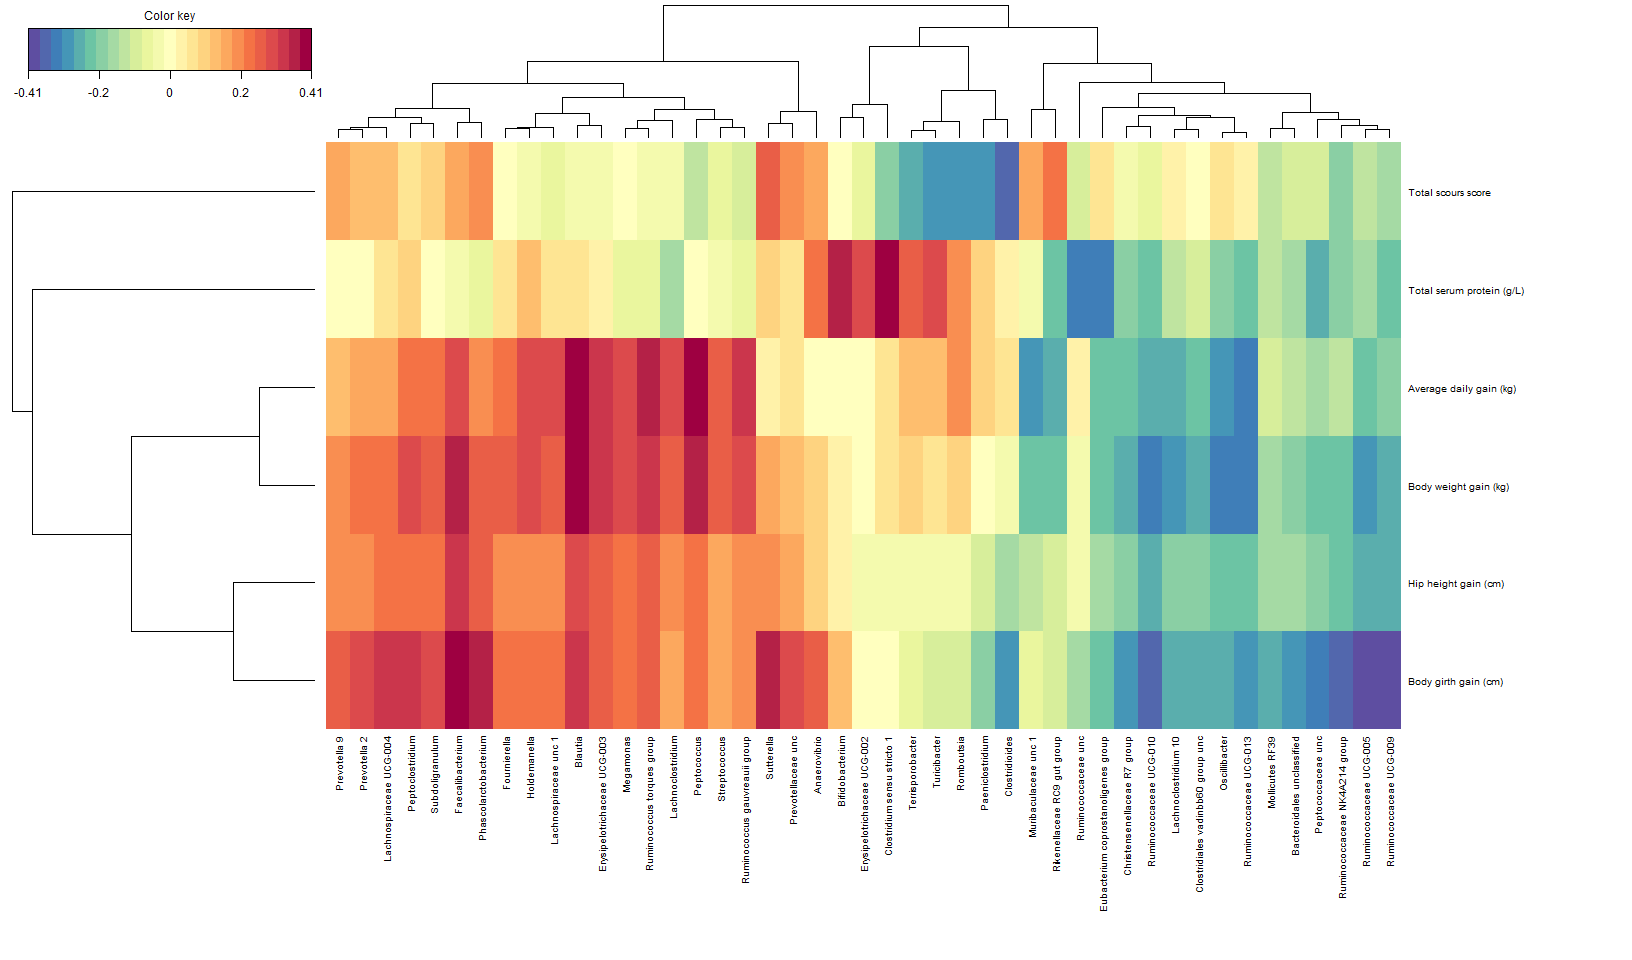 Color key
-0.41
-0.2
0
0.2
0.41
Total scours score
Total serum protein (g/L)
Average daily gain (kg)
Body weight gain (kg)
Hip height gain (cm)
Body girth gain (cm)
Prevotella 9
Prevotella 2
Lachnospiraceae UCG-004
Peptoclostridium
Subdoligranulum
Faecalibacterium
Phascolarctobacterium
Fournierella
Holdemanella
Lachnospiraceae unc 1
Blautia
Erysipelotrichaceae UCG-003
Megamonas
Ruminococcus torques group
Lachnoclostridium
Peptococcus
Streptococcus
Ruminococcus gauvreauii group
Sutterella
Prevotellaceae unc
Anaerovibrio
Bifidobacterium
Erysipelotrichaceae UCG-002
Clostridium sensu stricto 1
Terrisporobacter
Turicibacter
Romboutsia
Paeniclostridium
Clostridioides
Muribaculaceae unc 1
Rikenellaceae RC9 gut group
Ruminococcaceae unc
Eubacterium coprostanoligenes group
Christensenellaceae R7 group
Ruminococcaceae UCG-010
Lachnoclostridium 10
Clostridiales vadinbb60 group unc
Oscillibacter
Ruminococcaceae UCG-013
Mollicutes RF39
Bacteroidales unclassified
Peptococcaceae unc
Ruminococcaceae NK4A214 group
Ruminococcaceae UCG-005
Ruminococcaceae UCG-009